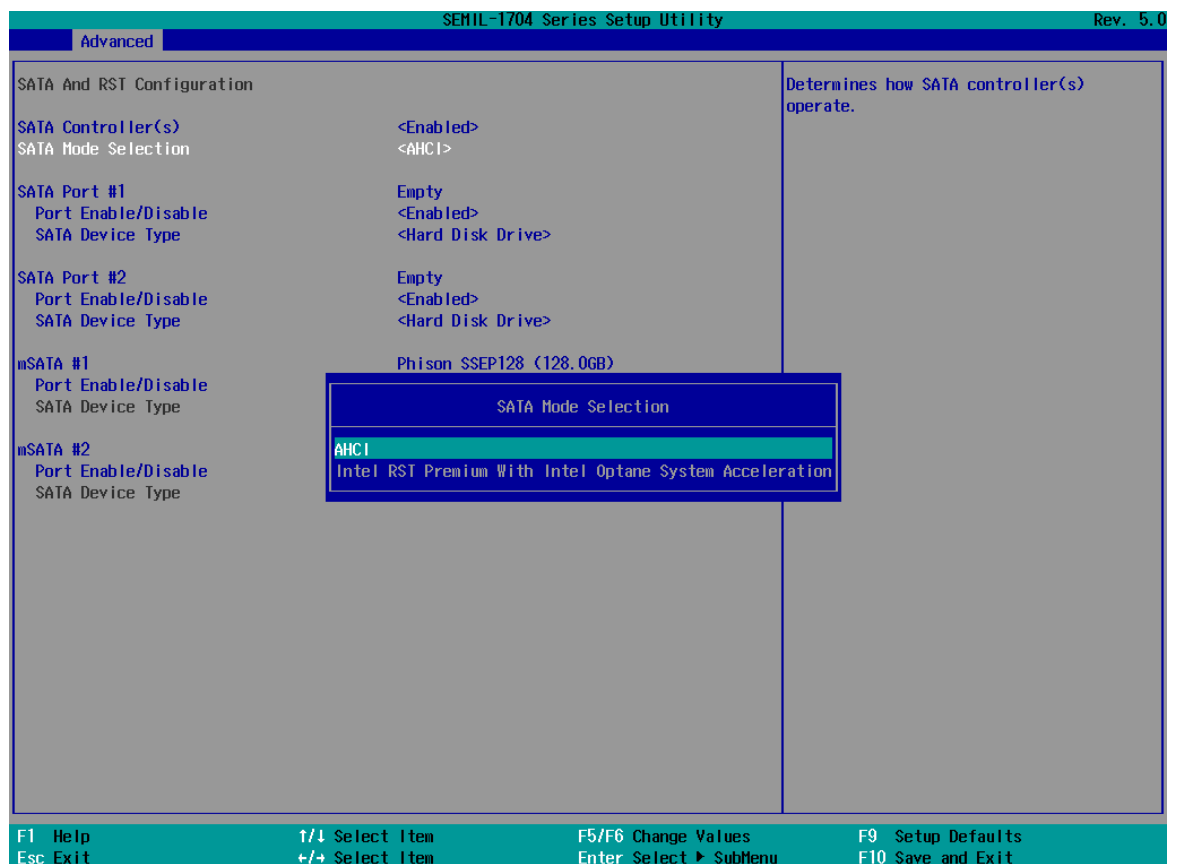 SEMIL-1704 Series Setup Utility Rev. 5.0
Advanced
SATA And RST Configuration
Determines how SATA controller(s)
operate.
SATA Controller(s) <Enabled>
SATA Mode Selection <AHCI>
SATA Port #1 Empty
Port Enable/Disable <Enabled>
SATA Device Type <Hard Disk Drive>
SATA Port #2 Empty
Port Enable/Disable <Enabled>
SATA Device Type <Hard Disk Drive>
mSATA #1 Phison SSEP128 (128.0GB)
Port Enable/Disable
SATA Device Type
mSATA #2
Port Enable/Disable
SATA Device Type
SATA Mode Selection
AHCI
Intel RST Premium With Intel Optane System Acceleration
F1 Help ↑/↓ Select Item F5/F6 Change Values F9 Setup Defaults
Esc Exit ←/→ Select Item Enter Select ▶ SubMenu F10 Save and Exit